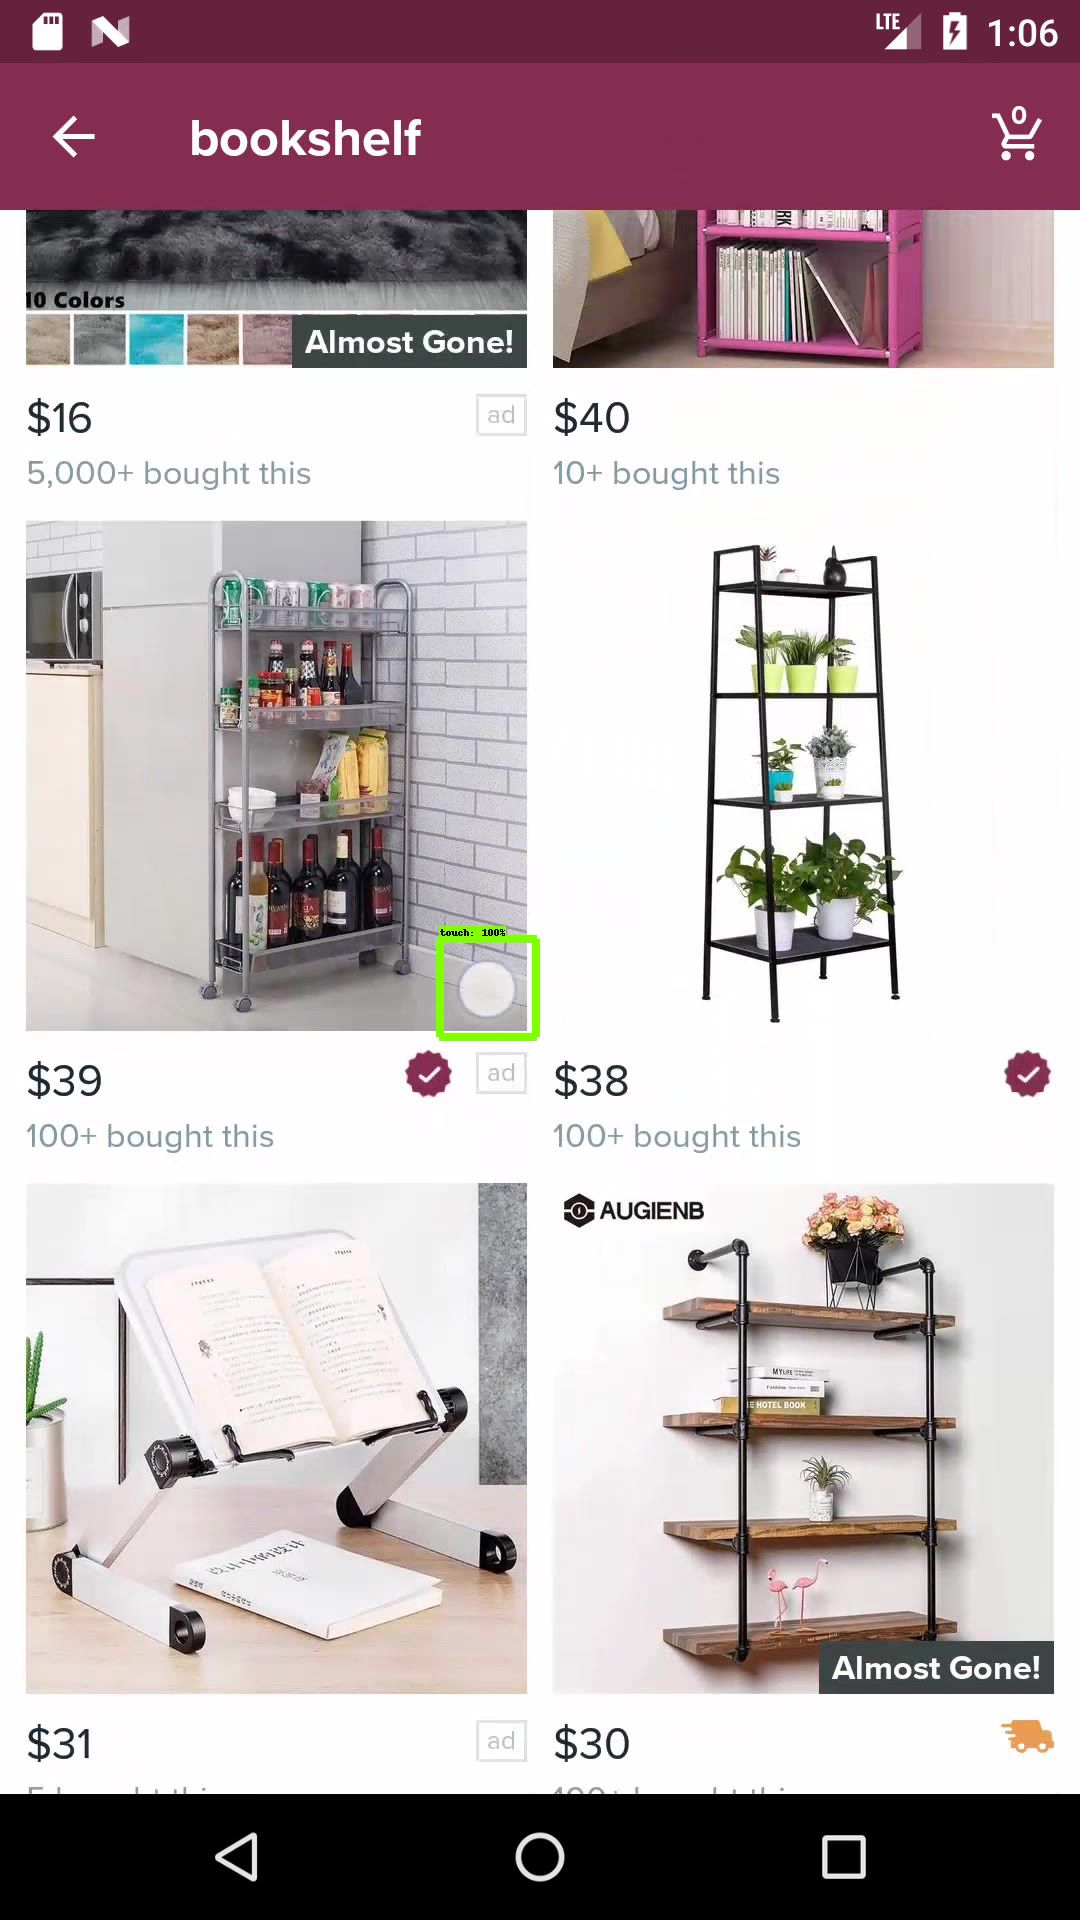 LTE 1:06
bookshelf
0
10 Colors
Almost Gone!
$16
ad
$40
5,000+ bought this
10+ bought this
touch: 100%
$39
ad
$38
100+ bought this
100+ bought this
AUGIENB
MY LIFE
Fashion
THE HOTEL BOOK
Almost Gone!
$31
ad
$30